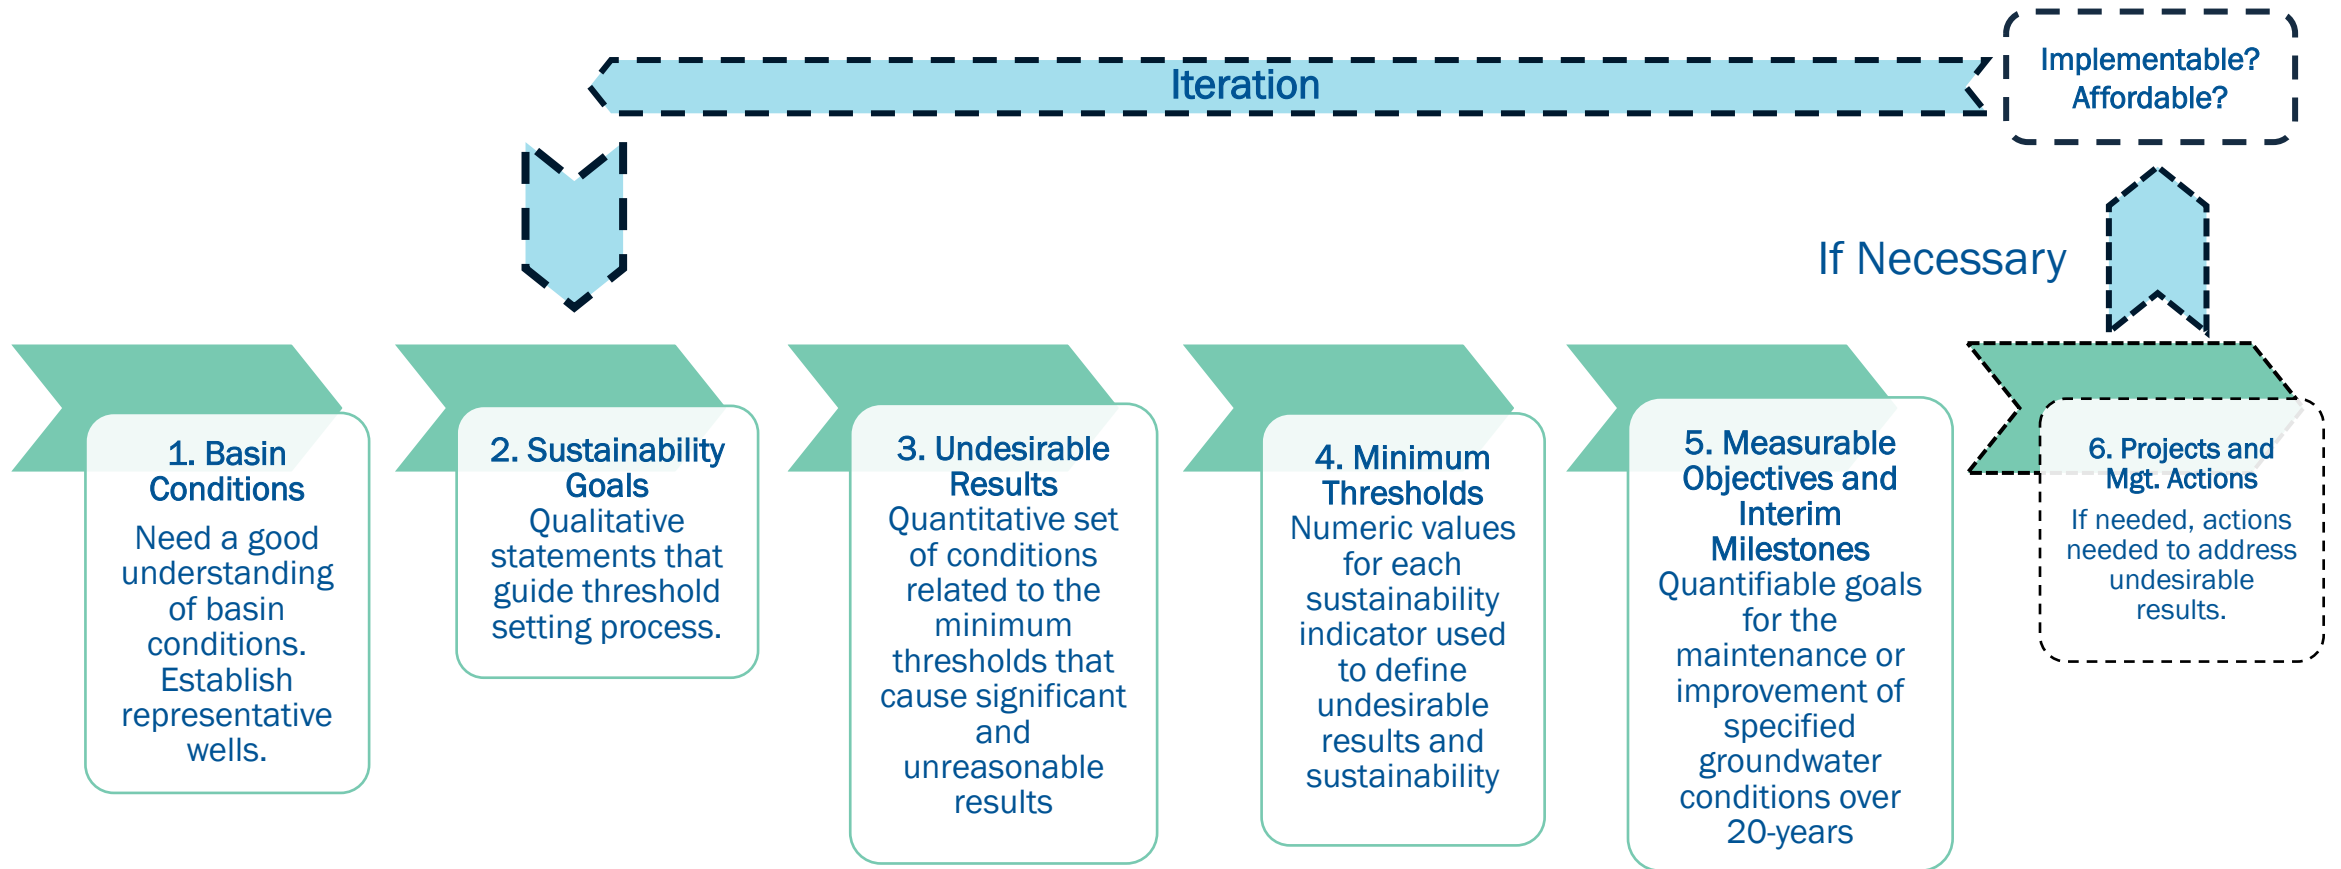 Iteration
Implementable?
Affordable?
If Necessary
1. Basin
Conditions
Need a good
understanding
of basin
conditions.
Establish
representative
wells.
2. Sustainability
Goals
Qualitative
statements that
guide threshold
setting process.
3. Undesirable
Results
Quantitative set
of conditions
related to the
minimum
thresholds that
cause significant
and
unreasonable
results
4. Minimum
Thresholds
Numeric values
for each
sustainability
indicator used
to define
undesirable
results and
sustainability
5. Measurable
Objectives and
Interim
Milestones
Quantifiable goals
for the
maintenance or
improvement of
specified
groundwater
conditions over
20-years
6. Projects and
Mgt. Actions
If needed, actions
needed to address
undesirable
results.